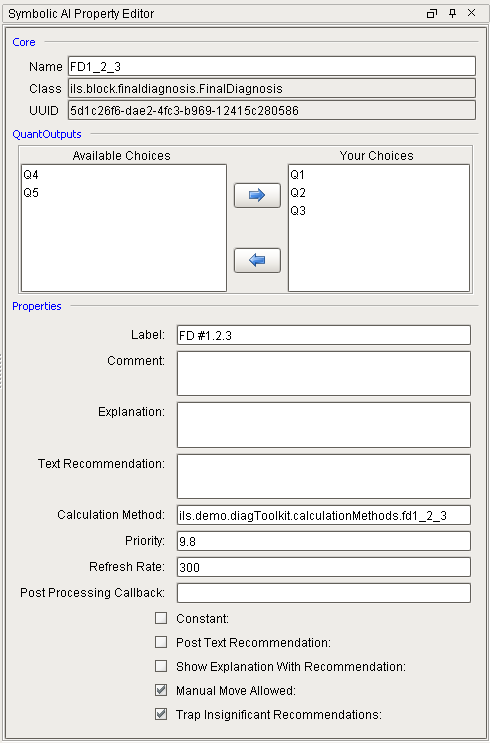 Symbolic AI Property Editor
Core
Name FD1_2_3
Class ils.block.finaldiagnosis.FinalDiagnosis
UUID 5d1c26f6-dae2-4fc3-b969-12415c280586
QuantOutputs
Available Choices Your Choices
Q4 Q1
Q5 Q2
Q3
Properties
Label: FD #1.2.3
Comment:
Explanation:
Text Recommendation:
Calculation Method: ils.demo.diagToolkit.calculationMethods.fd1_2_3
Priority: 9.8
Refresh Rate: 300
Post Processing Callback:
Constant:
Post Text Recommendation:
Show Explanation With Recommendation:
Manual Move Allowed:
Trap Insignificant Recommendations: